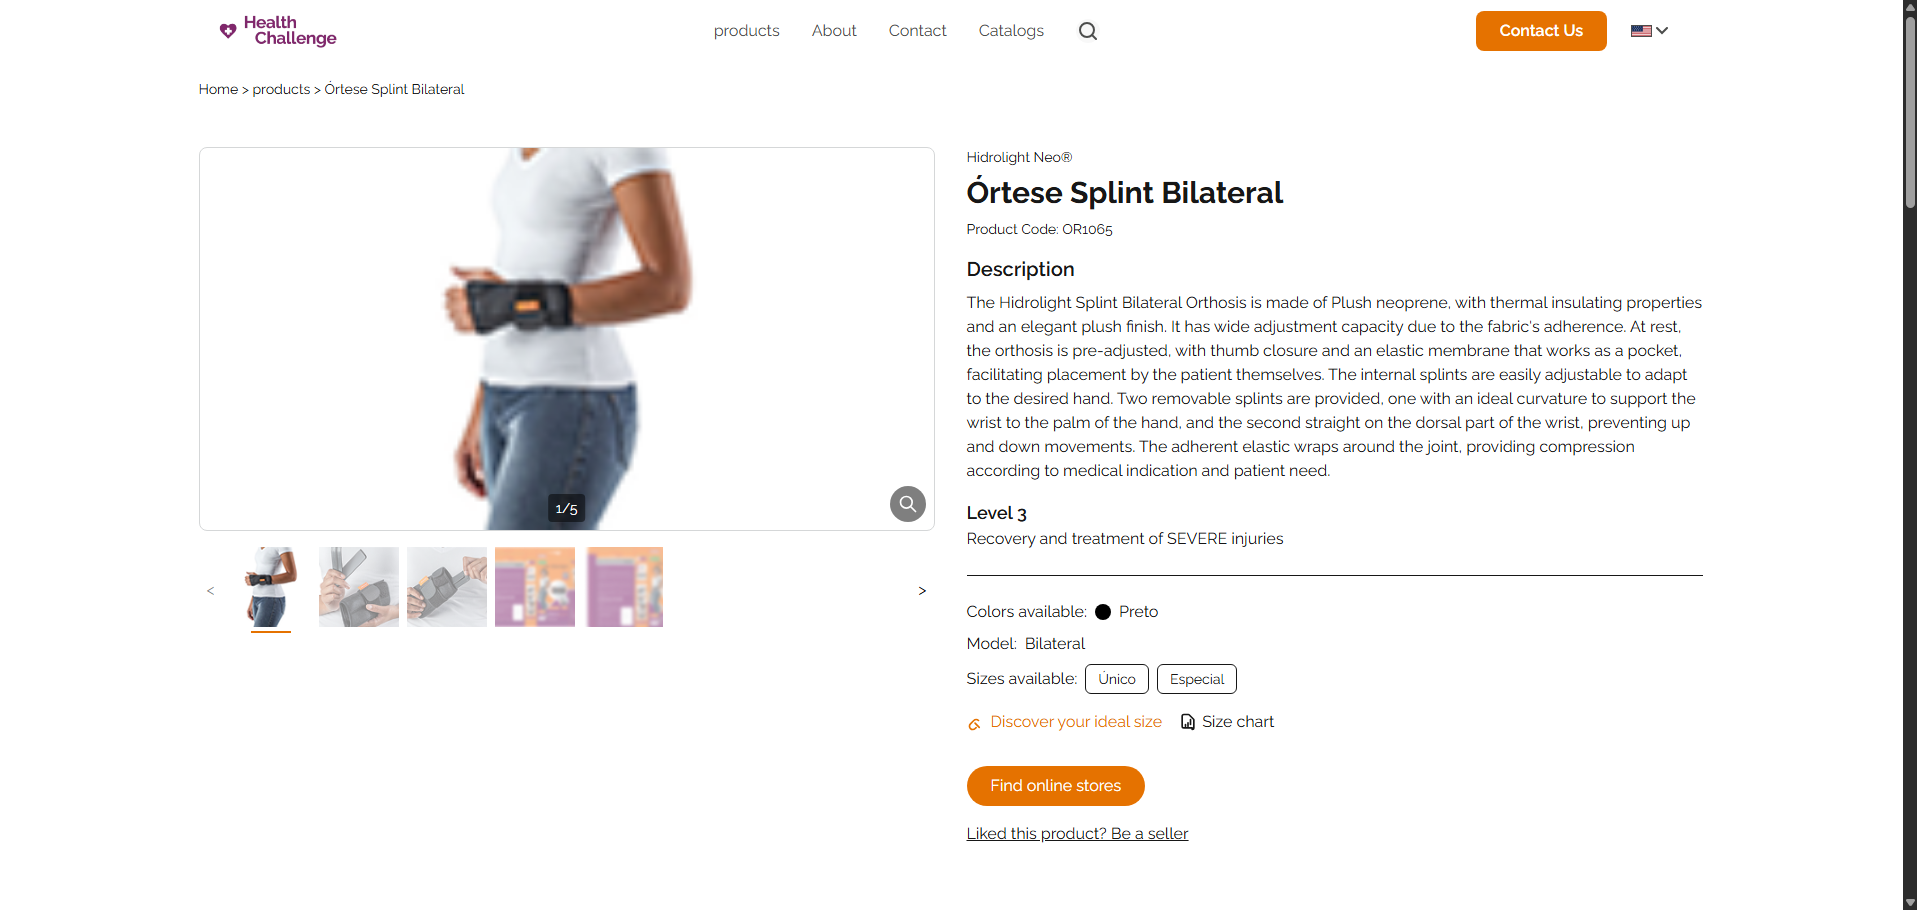 Health
Challenge
products
About
Contact
Catalogs
Contact Us
Home > products > Órtese Splint Bilateral
1/5
<
>
Hidrolight Neo®
Órtese Splint Bilateral
Product Code: OR1065
Description
The Hidrolight Splint Bilateral Orthosis is made of Plush neoprene, with thermal insulating properties
and an elegant plush finish. It has wide adjustment capacity due to the fabric's adherence. At rest,
the orthosis is pre-adjusted, with thumb closure and an elastic membrane that works as a pocket,
facilitating placement by the patient themselves. The internal splints are easily adjustable to adapt
to the desired hand. Two removable splints are provided, one with an ideal curvature to support the
wrist to the palm of the hand, and the second straight on the dorsal part of the wrist, preventing up
and down movements. The adherent elastic wraps around the joint, providing compression
according to medical indication and patient need.
Level 3
Recovery and treatment of SEVERE injuries
Colors available: Preto
Model: Bilateral
Sizes available: Único Especial
Discover your ideal size Size chart
Find online stores
Liked this product? Be a seller